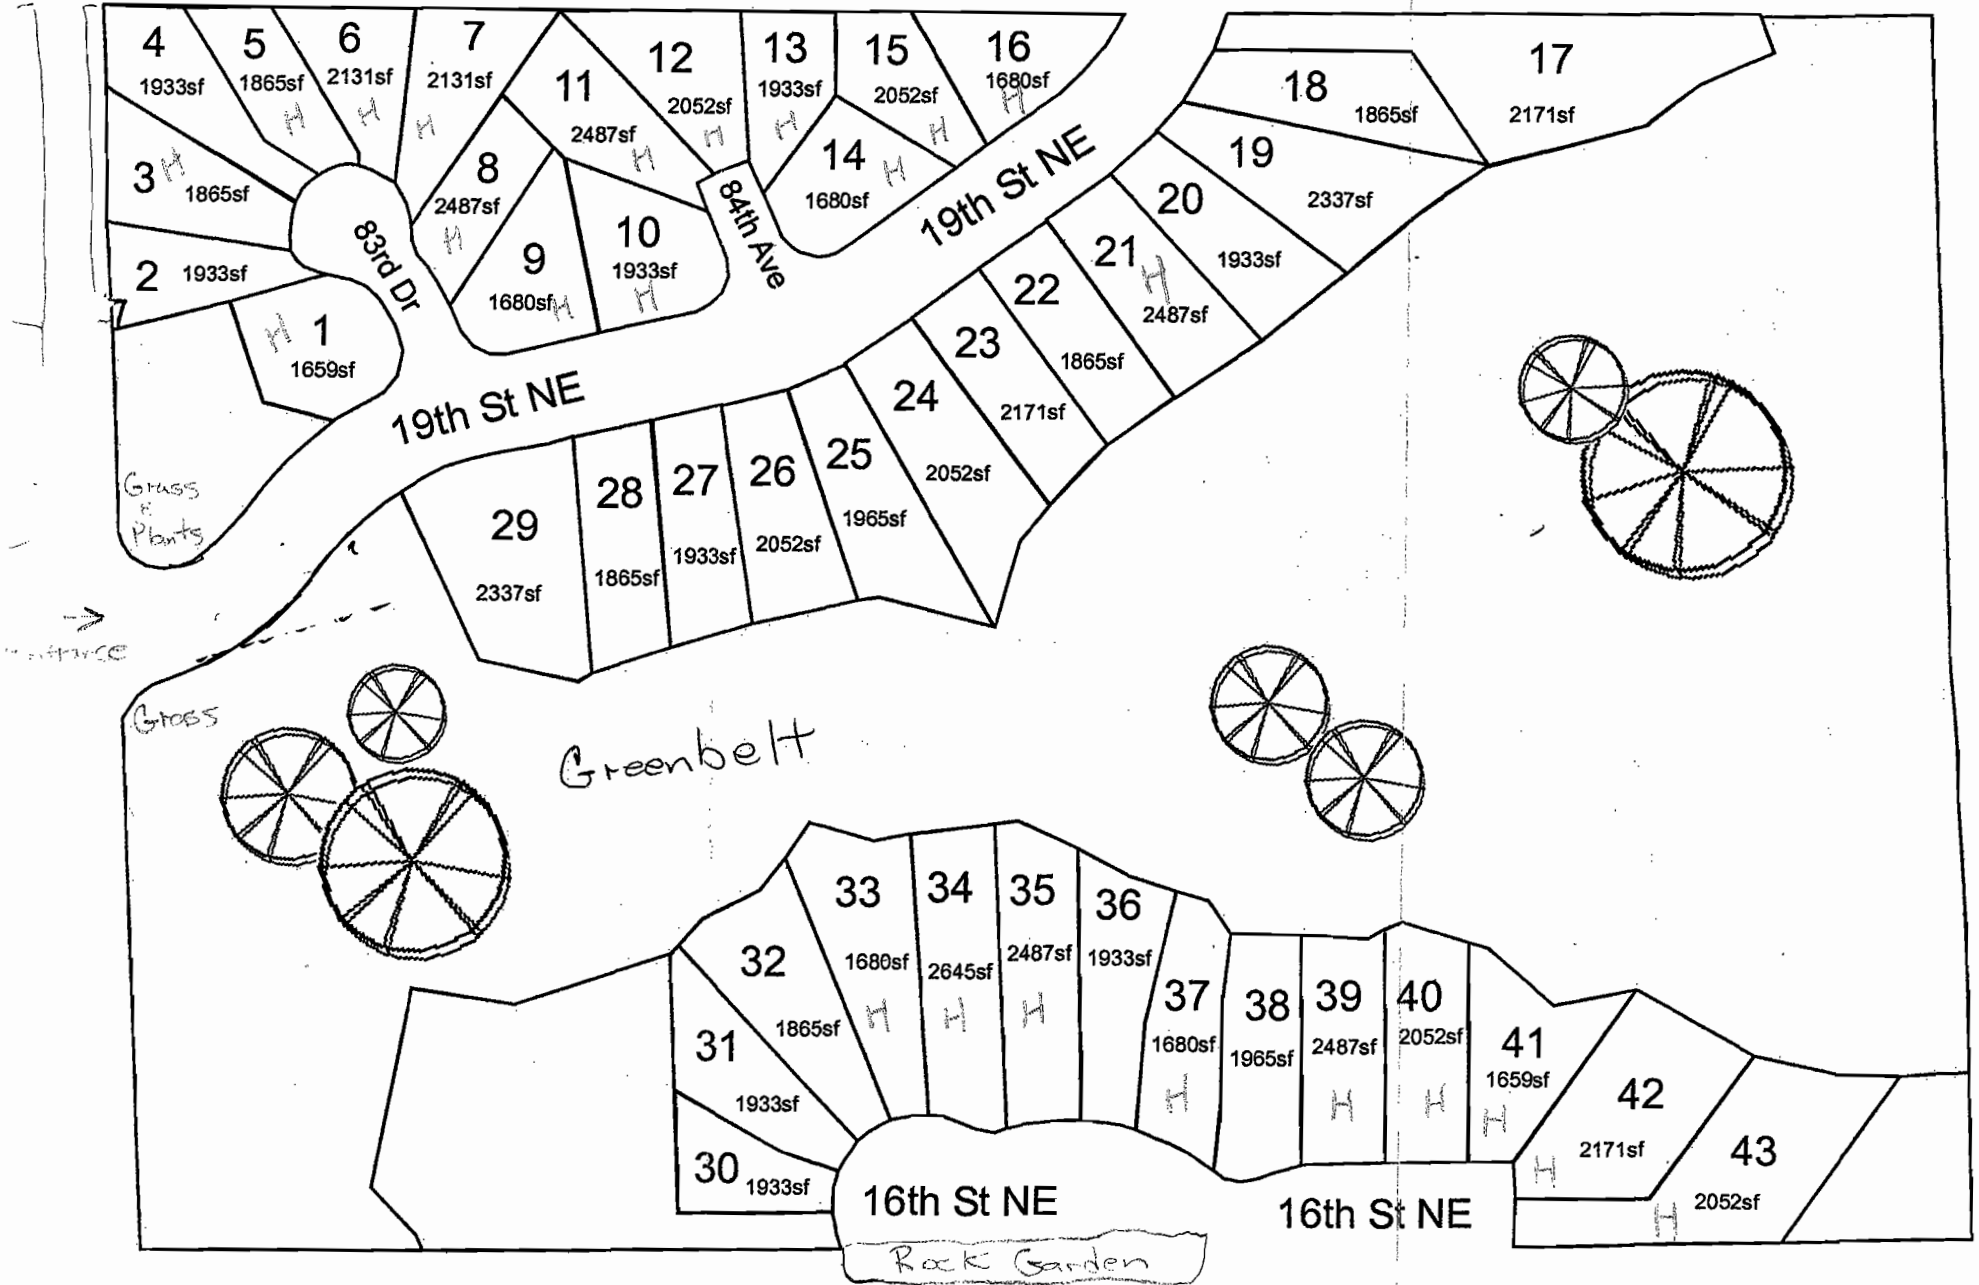 4
1933sf
5
1865sf
H
6
2131sf
H
7
2131sf
H
11
2487sf
H
12
2052sf
H
13
1933sf
H
15
2052sf
H
16
1680sf
H
17
2171sf
18
1865sf
3
H
1865sf
8
2487sf
H
14
H
1680sf
19
2337sf
2
1933sf
83rd Dr
9
1680sf
H
10
1933sf
H
84th Ave
19th St NE
20
1933sf
21
H
2487sf
H
1
1659sf
22
1865sf
23
2171sf
24
2052sf
19th St NE
25
1965sf
26
2052sf
27
1933sf
28
1865sf
29
2337sf
Grass
Plants
Grass
Greenbelt
33
1680sf
H
34
2645sf
H
35
2487sf
H
36
1933sf
32
1865sf
31
1933sf
30
1933sf
37
1680sf
H
38
1965sf
39
2487sf
H
40
2052sf
H
41
1659sf
H
42
2171sf
H
43
2052sf
H
16th St NE
16th St NE
Rock Garden